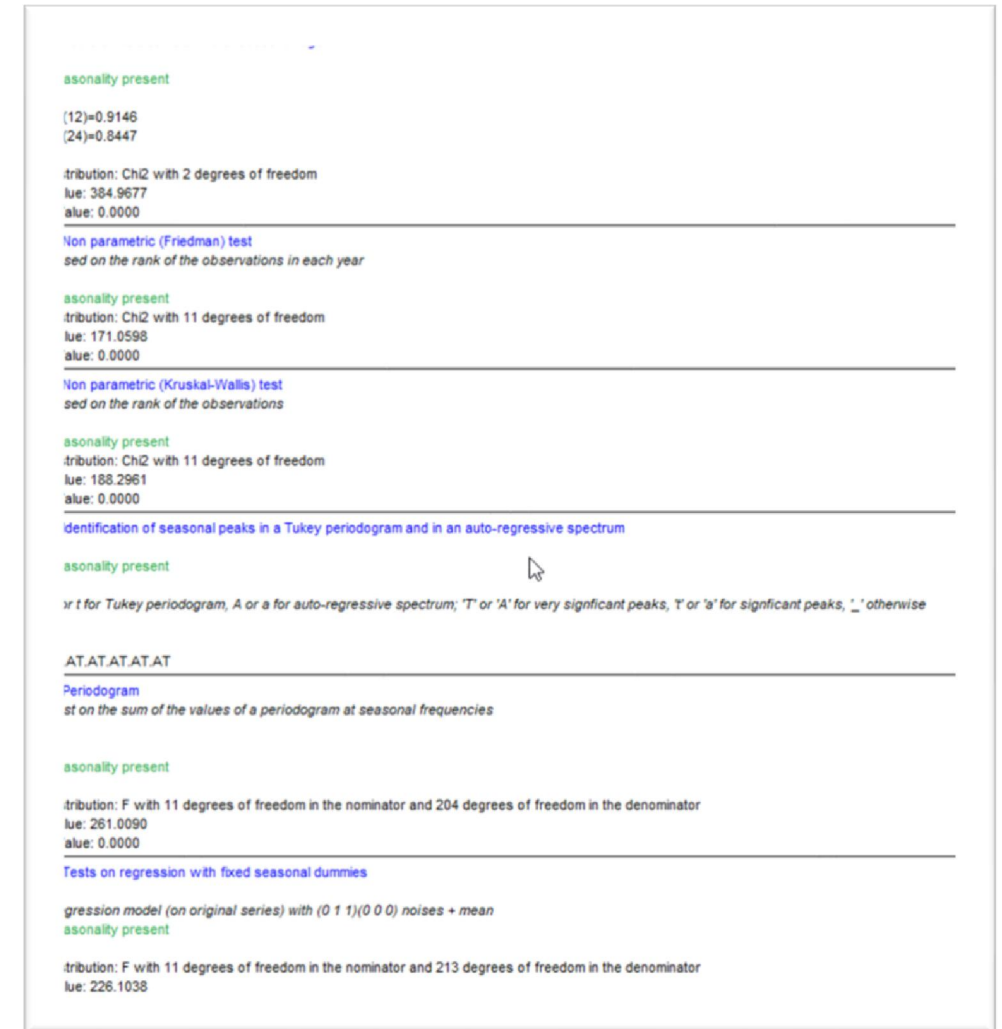 asonality present
(12)=0.9146
(24)=0.8447
tribution: Chi2 with 2 degrees of freedom
lue: 384.9677
alue: 0.0000
Non parametric (Friedman) test
sed on the rank of the observations in each year
asonality present
tribution: Chi2 with 11 degrees of freedom
lue: 171.0598
alue: 0.0000
Non parametric (Kruskal-Wallis) test
sed on the rank of the observations
asonality present
tribution: Chi2 with 11 degrees of freedom
lue: 188.2961
alue: 0.0000
dentification of seasonal peaks in a Tukey periodogram and in an auto-regressive spectrum
asonality present
or t for Tukey periodogram, A or a for auto-regressive spectrum; 'T' or 'A' for very signficant peaks, 't' or 'a' for signficant peaks, '_' otherwise
.AT.AT.AT.AT.AT
Periodogram
st on the sum of the values of a periodogram at seasonal frequencies
asonality present
tribution: F with 11 degrees of freedom in the nominator and 204 degrees of freedom in the denominator
lue: 261.0090
alue: 0.0000
Tests on regression with fixed seasonal dummies
gression model (on original series) with (0 1 1)(0 0 0) noises + mean
asonality present
tribution: F with 11 degrees of freedom in the nominator and 213 degrees of freedom in the denominator
lue: 226.1038